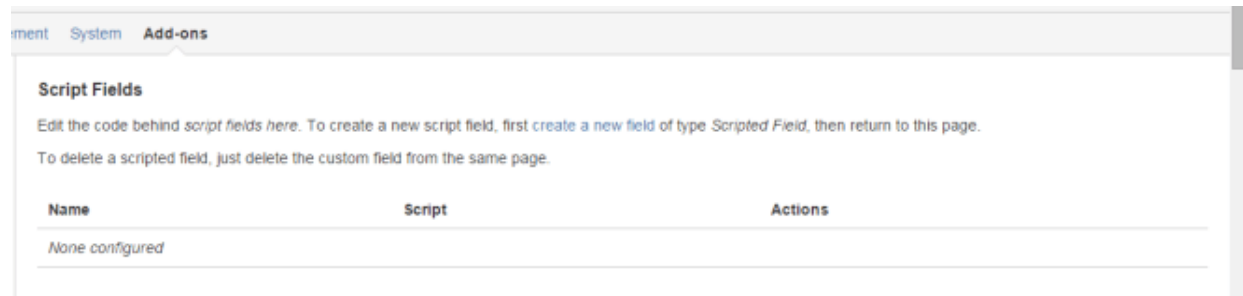 ement System Add-ons
Script Fields
Edit the code behind script fields here. To create a new script field, first create a new field of type Scripted Field, then return to this page.
To delete a scripted field, just delete the custom field from the same page.
Name Script Actions
None configured